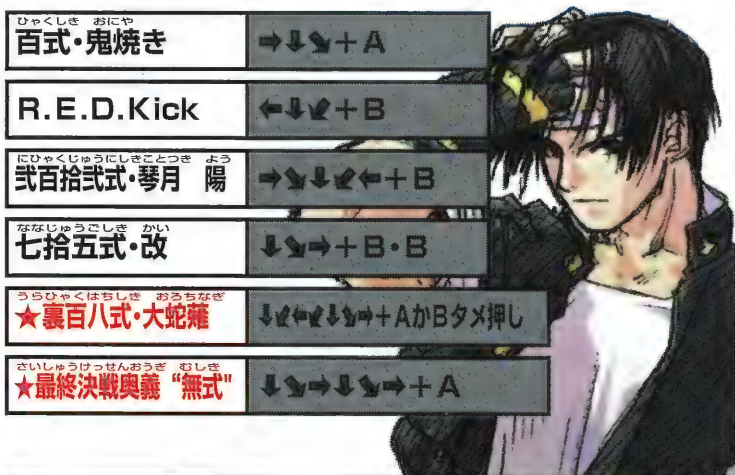 ひゃくしき おにや
百式・鬼焼き ➡⬇⬊+A
R.E.D.Kick ⬅⬇⬋+B
にひゃくじゅうにしきことつき よう
弐百拾弐式・琴月 陽 ➡⬊⬇⬋⬅+B
ななじゅうごしき かい
七拾五式・改 ⬇⬊➡+B・B
うらひゃくはちしき おろちなぎ
★裏百八式・大蛇薙 ⬇⬋⬅⬋⬇⬊➡+AかBタメ押し
さいしゅうけっせんおうぎ むしき
★最終決戦奥義 “無式" ⬇⬊➡⬇⬊➡+A